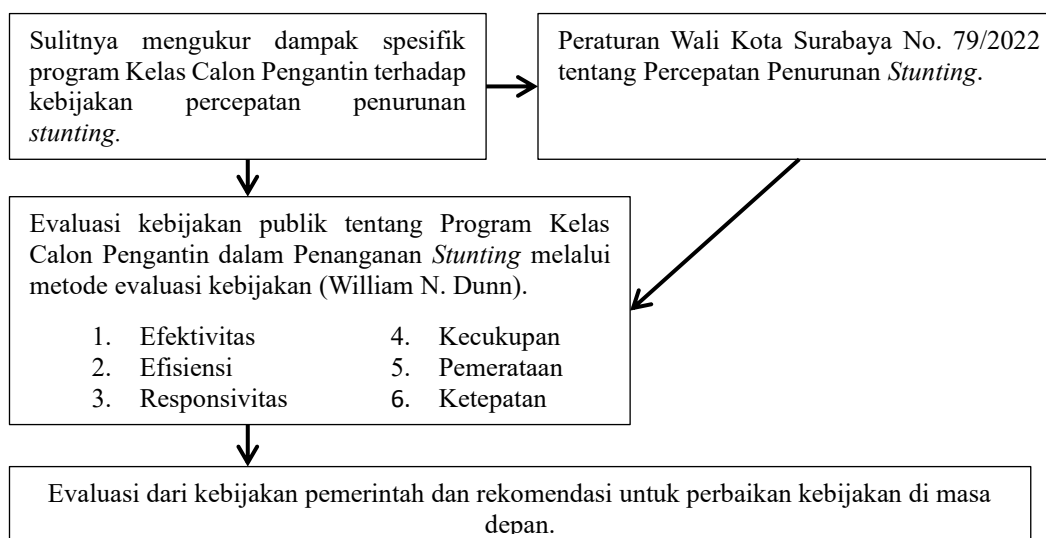 Sulitnya mengukur dampak spesifik
program Kelas Calon Pengantin terhadap
kebijakan percepatan penurunan
stunting.
Peraturan Wali Kota Surabaya No. 79/2022
tentang Percepatan Penurunan Stunting.
Evaluasi kebijakan publik tentang Program Kelas
Calon Pengantin dalam Penanganan Stunting melalui
metode evaluasi kebijakan (William N. Dunn).
1. Efektivitas
2. Efisiensi
3. Responsivitas
4. Kecukupan
5. Pemerataan
6. Ketepatan
Evaluasi dari kebijakan pemerintah dan rekomendasi untuk perbaikan kebijakan di masa
depan.